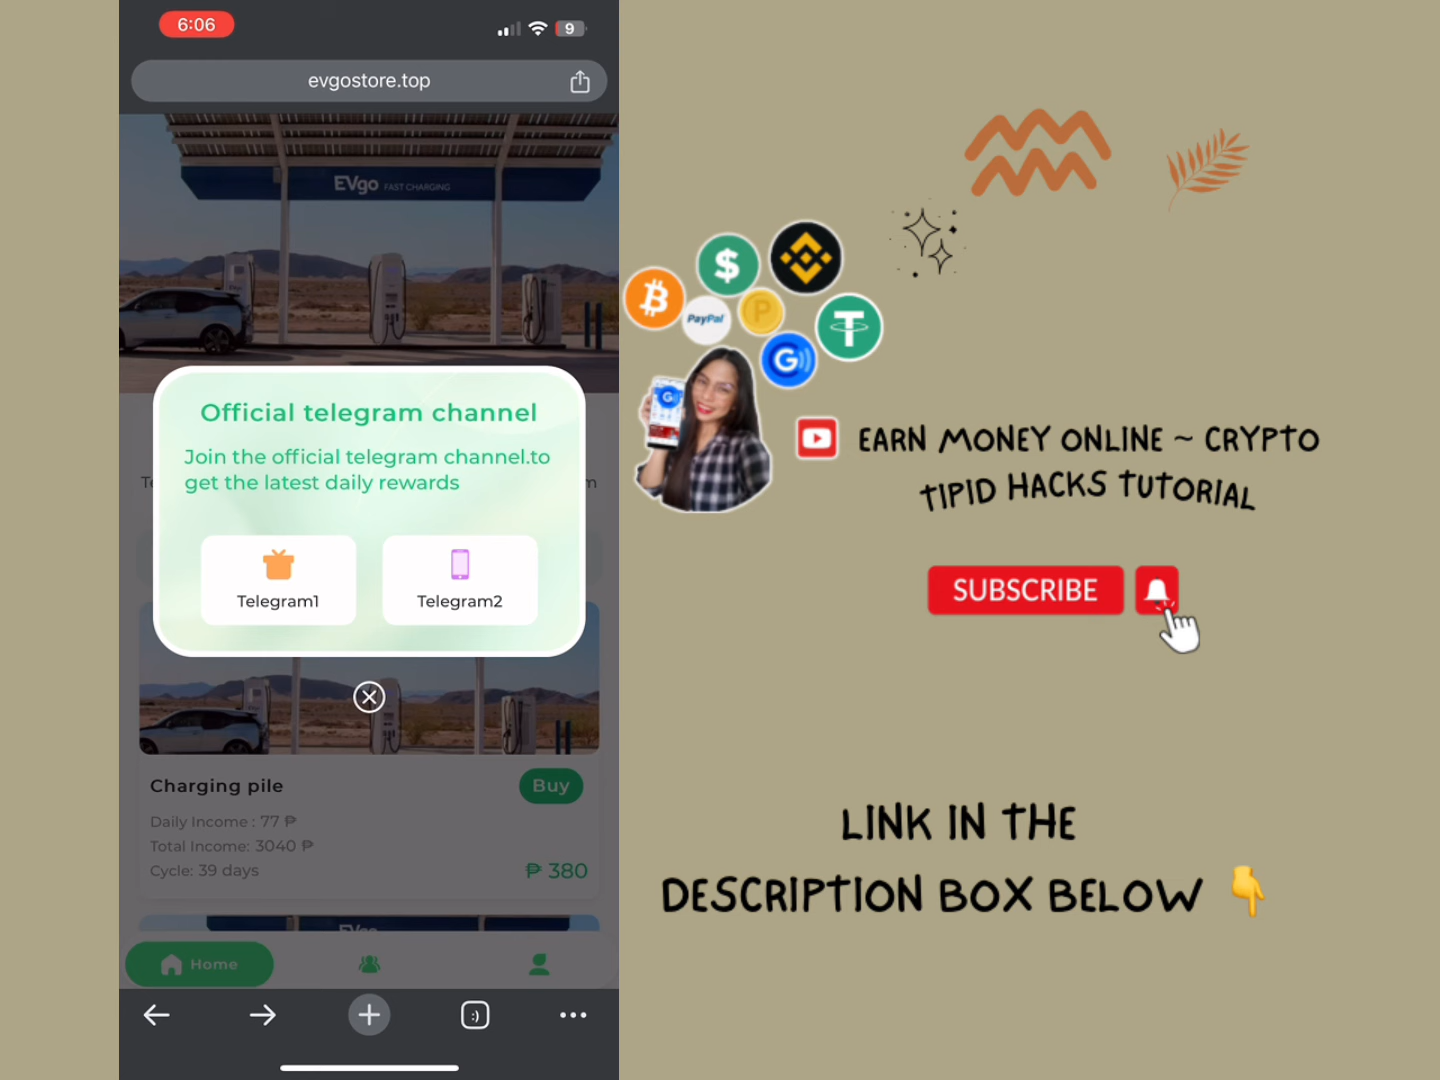 6:06
9
evgostore.top
EVgo FAST CHARGING
Official telegram channel
Join the official telegram channel.to
get the latest daily rewards
Telegram1
Telegram2
Charging pile
Buy
Daily Income : 77 ₱
Total Income: 3040 ₱
Cycle: 39 days
₱ 380
EVgo
Home
:)
$
PayPal
P
G
EARN MONEY ONLINE ~ CRYPTO
TIPID HACKS TUTORIAL
SUBSCRIBE
LINK IN THE
DESCRIPTION BOX BELOW 👇